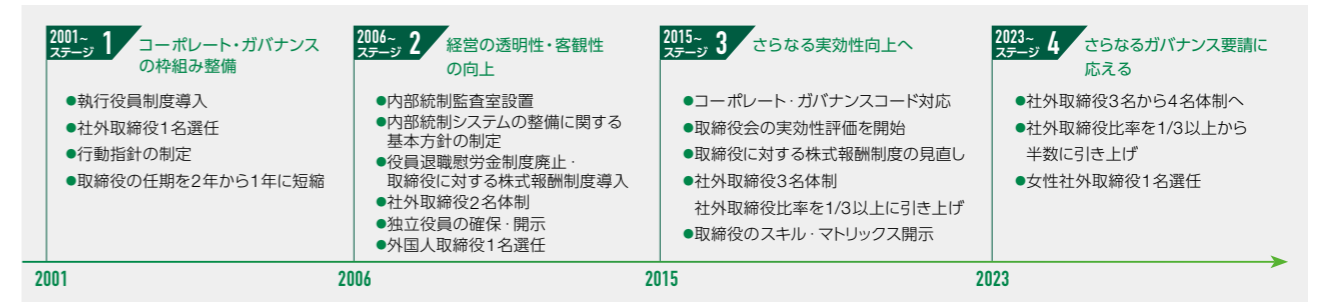 2001~
ステージ 1
コーポレート・ガバナンス
の枠組み整備
●執行役員制度導入
●社外取締役1名選任
●行動指針の制定
●取締役の任期を2年から1年に短縮
2006~
ステージ 2
経営の透明性・客観性
の向上
●内部統制監査室設置
●内部統制システムの整備に関する
基本方針の制定
●役員退職慰労金制度廃止・
取締役に対する株式報酬制度導入
●社外取締役2名体制
●独立役員の確保・開示
●外国人取締役1名選任
2015~
ステージ 3
さらなる実効性向上へ
●コーポレート・ガバナンスコード対応
●取締役会の実効性評価を開始
●取締役に対する株式報酬制度の見直し
●社外取締役3名体制
社外取締役比率を1/3以上に引き上げ
●取締役のスキル・マトリックス開示
2023~
ステージ 4
さらなるガバナンス要請に
応える
●社外取締役3名から4名体制へ
●社外取締役比率を1/3以上から
半数に引き上げ
●女性社外取締役1名選任
2001
2006
2015
2023